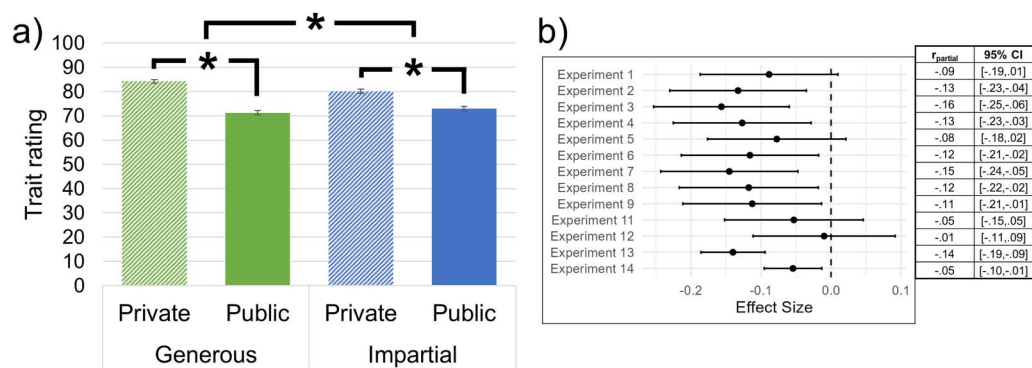 a)
*
100
90
80
70
60
50
40
30
20
10
0
Trait rating
* *
Private Public Private Public
Generous Impartial
b)
r partial 95% CI
Experiment 1 -.09 [-.19,.01]
Experiment 2 -.13 [-.23,-.04]
Experiment 3 -.16 [-.25,-.06]
Experiment 4 -.13 [-.23,-.03]
Experiment 5 -.08 [-.18,.02]
Experiment 6 -.12 [-.21,-.02]
Experiment 7 -.15 [-.24,-.05]
Experiment 8 -.12 [-.22,-.02]
Experiment 9 -.11 [-.21,-.01]
Experiment 11 -.05 [-.15,.05]
Experiment 12 -.01 [-.11,.09]
Experiment 13 -.14 [-.19,-.09]
Experiment 14 -.05 [-.10,-.01]
-0.2 -0.1 0.0 0.1
Effect Size